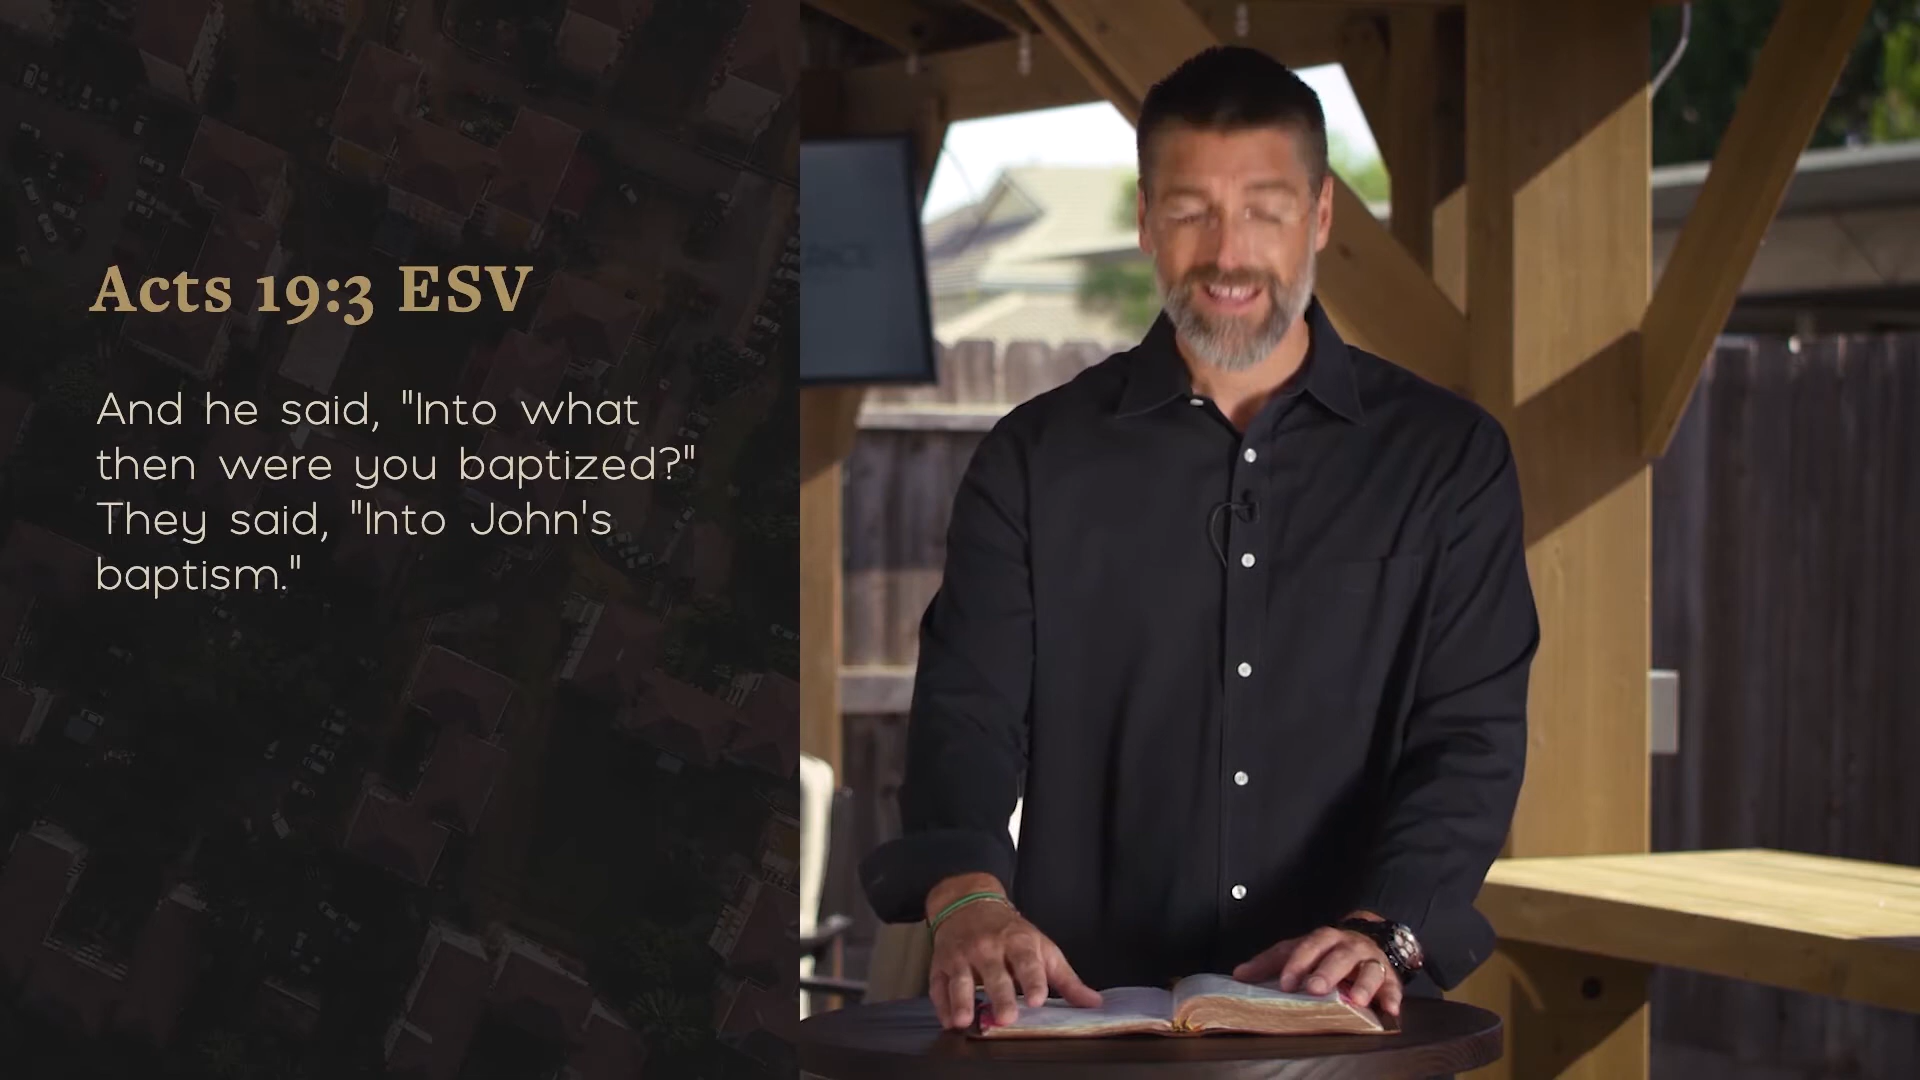 Acts 19:3 ESV
And he said, "Into what
then were you baptized?"
They said, "Into John's
baptism."